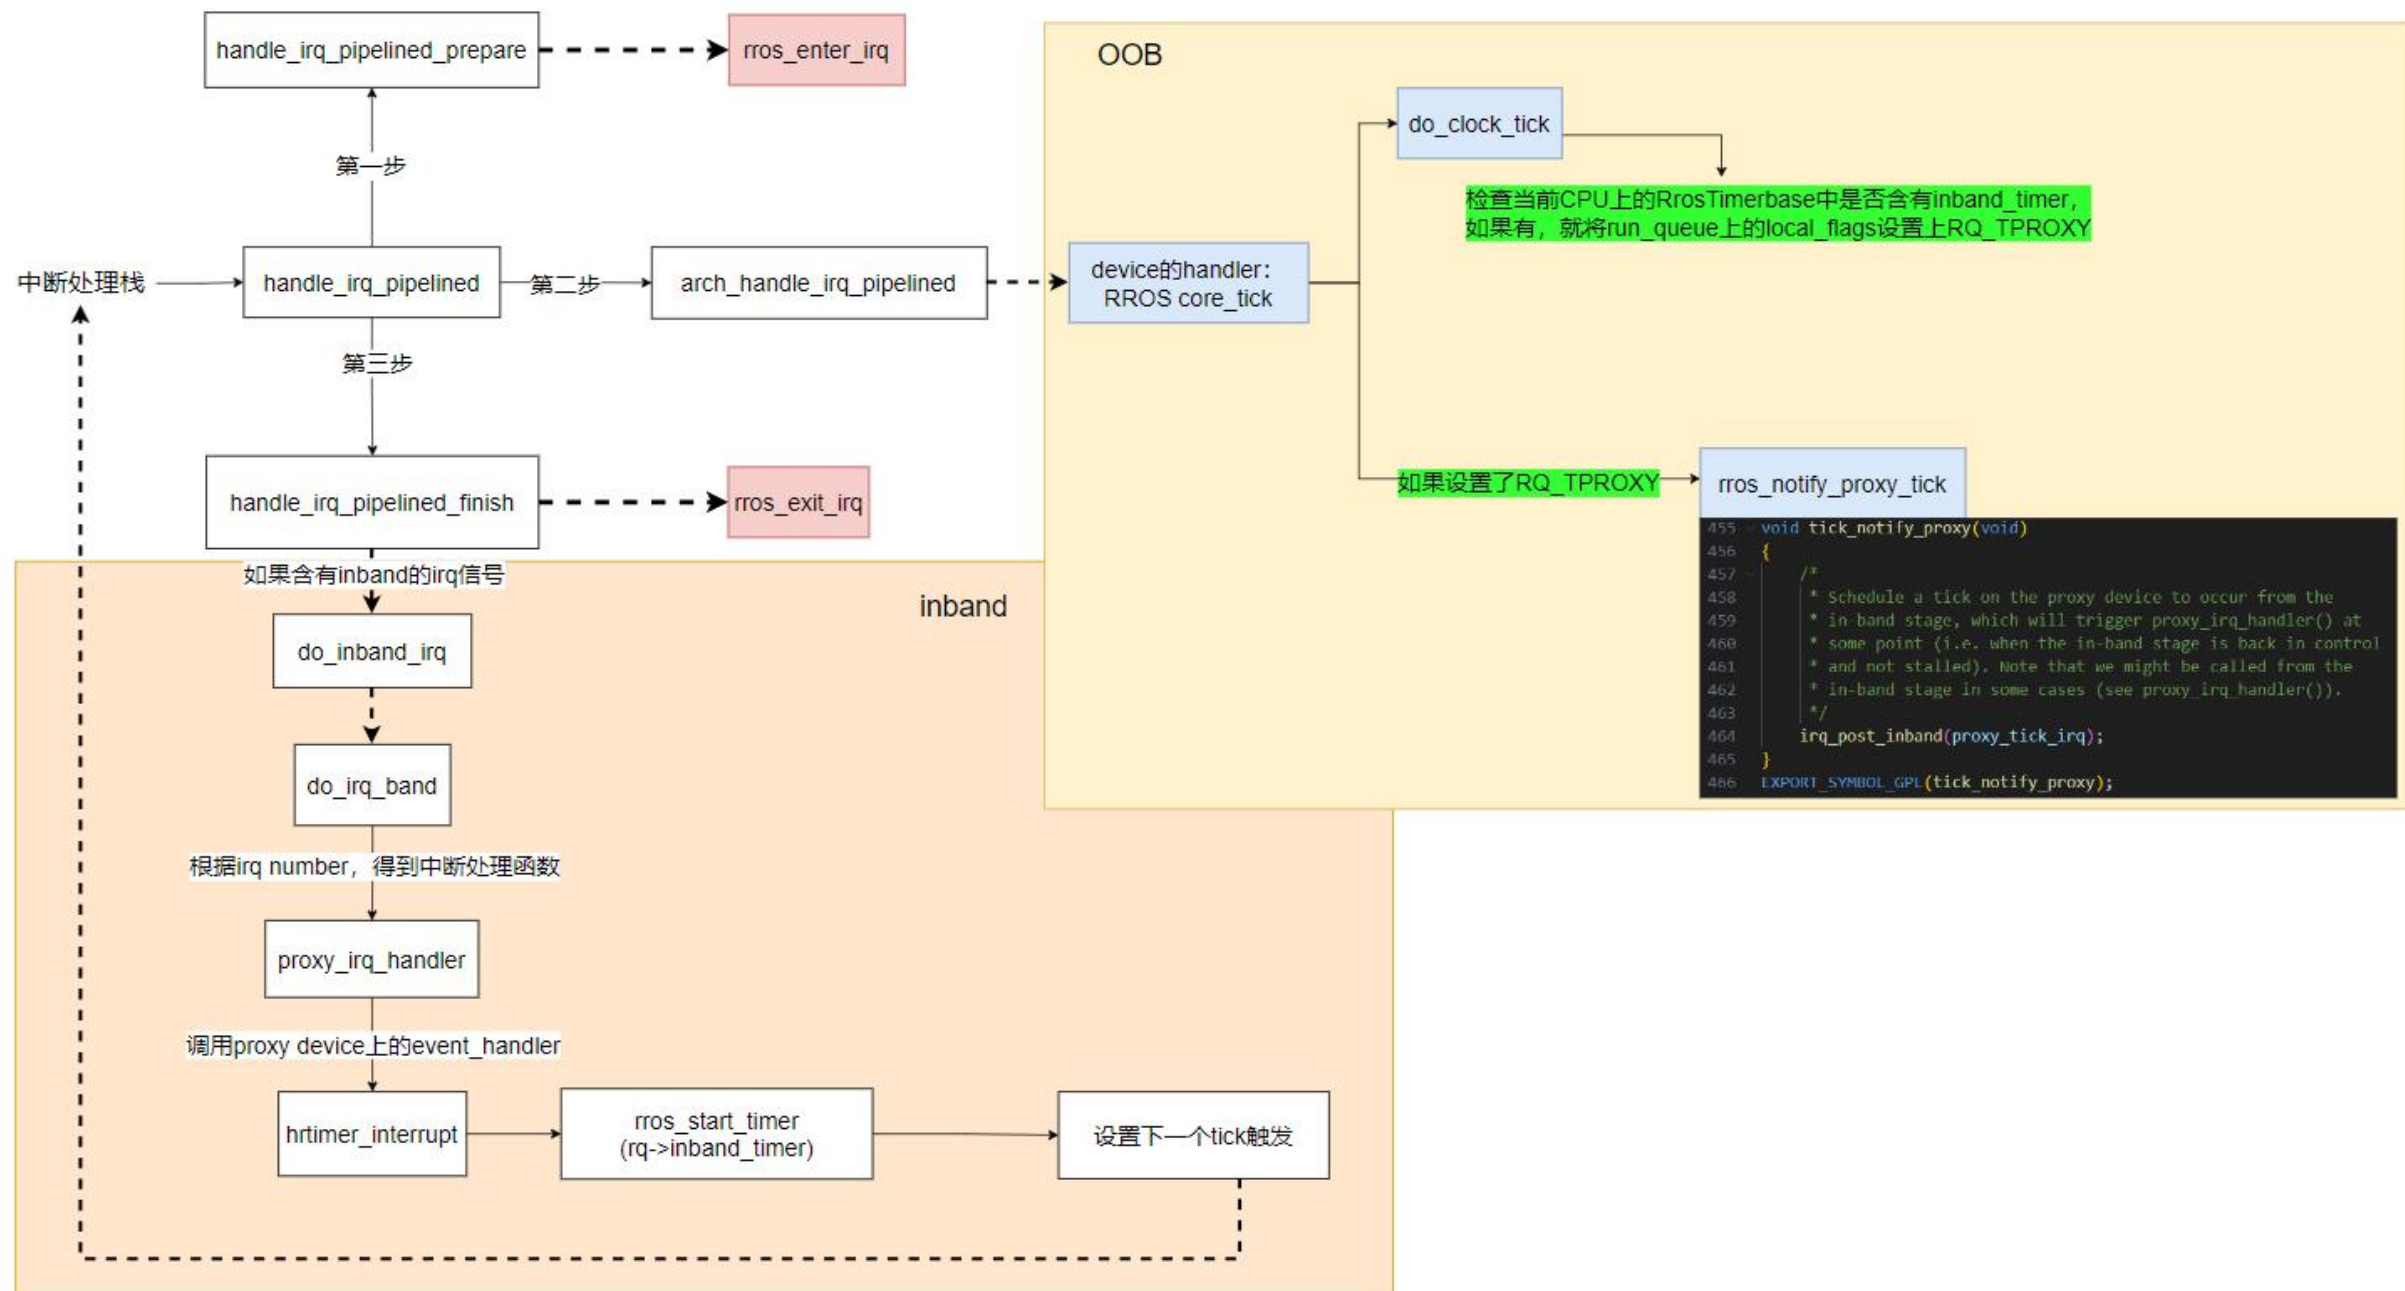 handle_irq_pipelined_prepare
rros_enter_irq
OOB
do_clock_tick
第一步
检查当前CPU上的RrosTimerbase中是否含有inband_timer，
如果有，就将run_queue上的local_flags设置上RQ_TPROXY
中断处理栈
handle_irq_pipelined
第二步
arch_handle_irq_pipelined
device的handler：
RROS core_tick
第三步
handle_irq_pipelined_finish
rros_exit_irq
如果设置了RQ_TPROXY
rros_notify_proxy_tick
455 void tick_notify_proxy(void)
456 {
457 /*
458 * Schedule a tick on the proxy device to occur from the
459 * in-band stage, which will trigger proxy_irq_handler() at
460 * some point (i.e. when the in-band stage is back in control
461 * and not stalled). Note that we might be called from the
462 * in-band stage in some cases (see proxy_irq_handler()).
463 */
464 irq_post_inband(proxy_tick_irq);
465 }
466 EXPORT_SYMBOL_GPL(tick_notify_proxy);
如果含有inband的irq信号
inband
do_inband_irq
do_irq_band
根据irq number，得到中断处理函数
proxy_irq_handler
调用proxy device上的event_handler
hrtimer_interrupt
rros_start_timer
(rq->inband_timer)
设置下一个tick触发